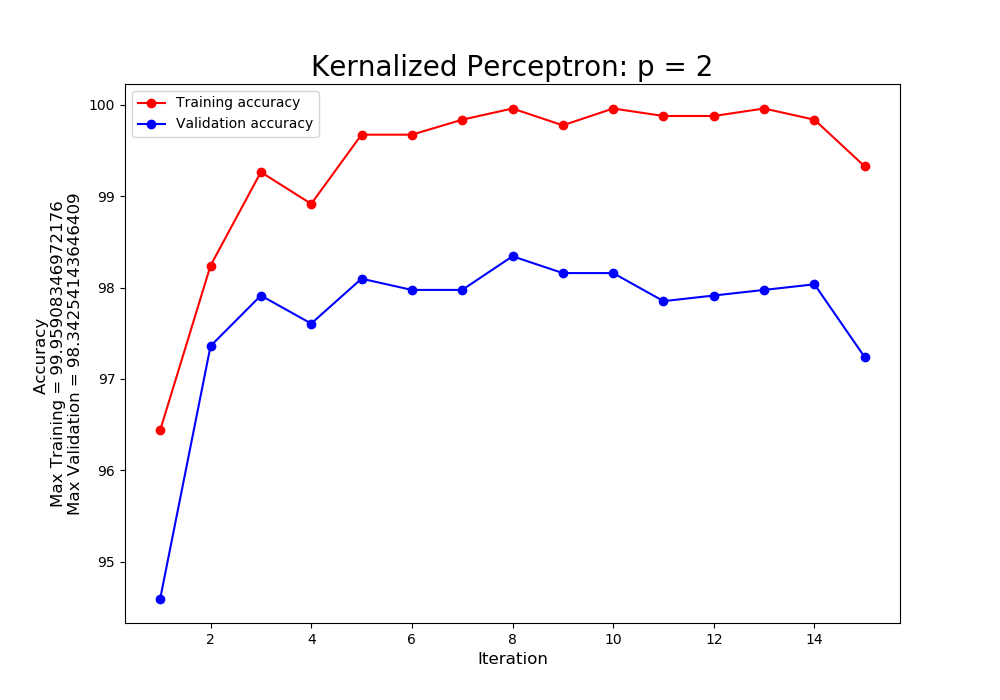 Kernalized Perceptron: p = 2
Training accuracy
Validation accuracy
100
99
98
97
96
95
Accuracy
Max Training = 99.95908346972176
Max Validation = 98.34254143646409
2
4
6
8
10
12
14
Iteration